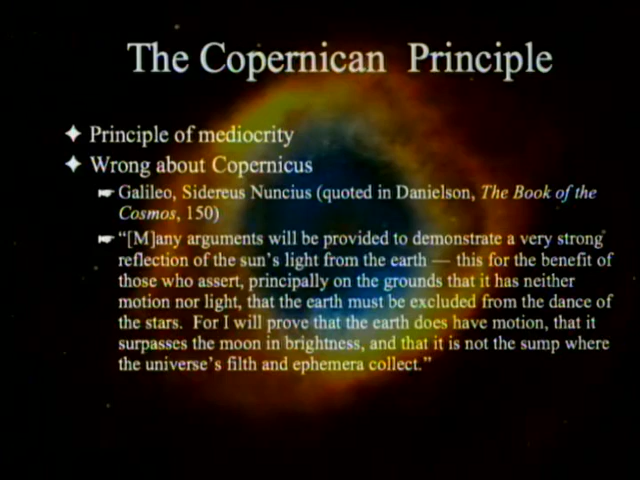 The Copernican Principle
Principle of mediocrity
Wrong about Copernicus
Galileo, Sidereus Nuncius (quoted in Danielson, The Book of the
Cosmos, 150)
“[M]any arguments will be provided to demonstrate a very strong
reflection of the sun’s light from the earth — this for the benefit of
those who assert, principally on the grounds that it has neither
motion nor light, that the earth must be excluded from the dance of
the stars. For I will prove that the earth does have motion, that it
surpasses the moon in brightness, and that it is not the sump where
the universe’s filth and ephemera collect.”